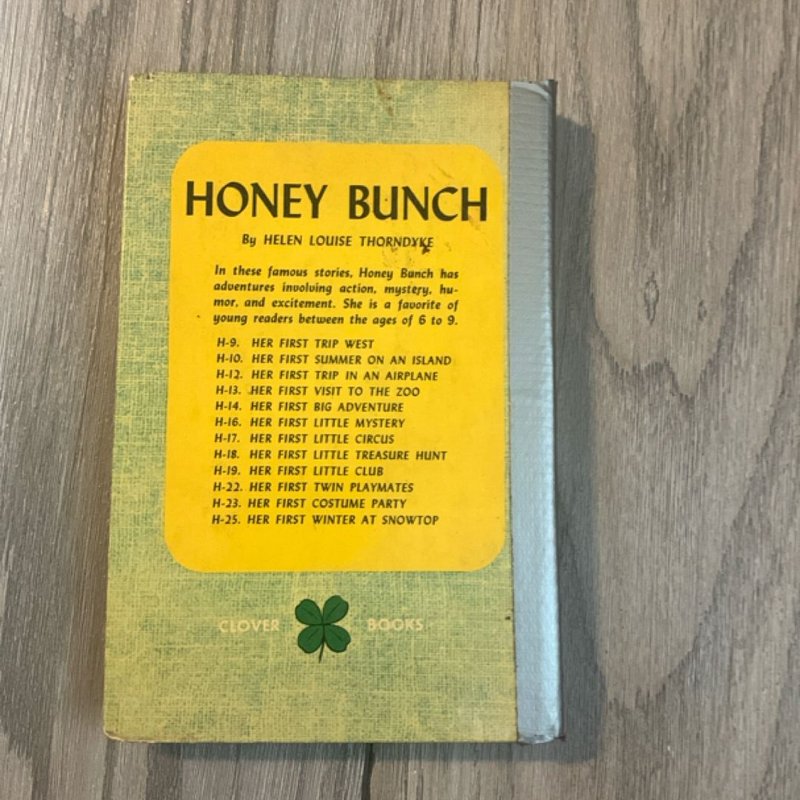 HONEY BUNCH
By HELEN LOUISE THORNDYKE
In these famous stories, Honey Bunch has
adventures involving action, mystery, hu-
mor, and excitement. She is a favorite of
young readers between the ages of 6 to 9.
H-9. HER FIRST TRIP WEST
H-10. HER FIRST SUMMER ON AN ISLAND
H-12. HER FIRST TRIP IN AN AIRPLANE
H-13. HER FIRST VISIT TO THE ZOO
H-14. HER FIRST BIG ADVENTURE
H-16. HER FIRST LITTLE MYSTERY
H-17. HER FIRST LITTLE CIRCUS
H-18. HER FIRST LITTLE TREASURE HUNT
H-19. HER FIRST LITTLE CLUB
H-22. HER FIRST TWIN PLAYMATES
H-23. HER FIRST COSTUME PARTY
H-25. HER FIRST WINTER AT SNOWTOP
CLOVER BOOKS